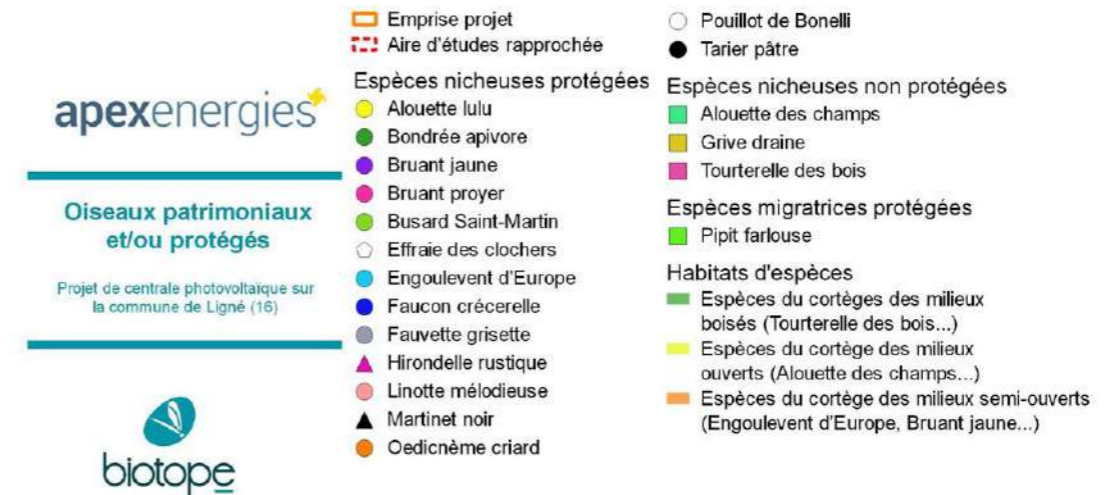 apexenergies
Oiseaux patrimoniaux
et/ou protégés
Projet de centrale photovoltaïque sur
la commune de Ligné (16)
biotope
Emprise projet
Aire d'études rapprochée
Espèces nicheuses protégées
Alouette lulu
Bondrée apivore
Bruant jaune
Bruant proyer
Busard Saint-Martin
Effraie des clochers
Engoulevent d'Europe
Faucon crécerelle
Fauvette grisette
Hirondelle rustique
Linotte mélodieuse
Martinet noir
Oedicnème criard
Pouillot de Bonelli
Tarier pâtre
Espèces nicheuses non protégées
Alouette des champs
Grive draine
Tourterelle des bois
Espèces migratrices protégées
Pipit farlouse
Habitats d'espèces
Espèces du cortèges des milieux
boisés (Tourterelle des bois...)
Espèces du cortège des milieux
ouverts (Alouette des champs...)
Espèces du cortège des milieux semi-ouverts
(Engoulevent d'Europe, Bruant jaune...)